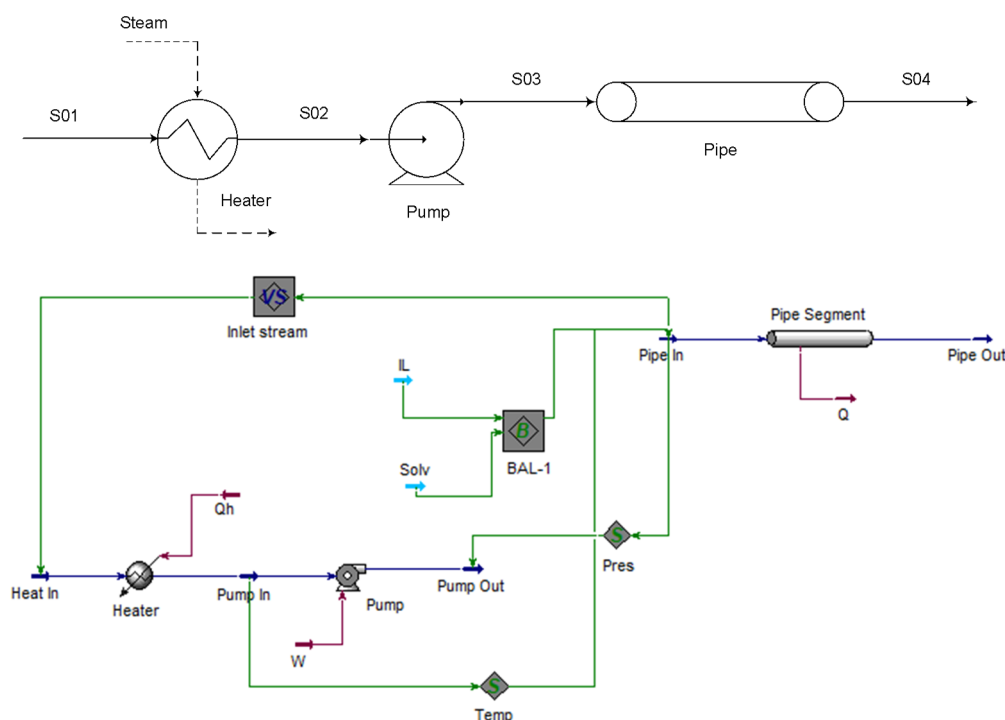 Steam
S01
S02
S03
S04
Heater
Pump
Pipe
VS
Inlet stream
Pipe Segment
Pipe In
Pipe Out
IL
B
Q
Solv
BAL-1
Qh
S
Pres
Heat In
Heater
Pump In
Pump
Pump Out
W
S
Temp